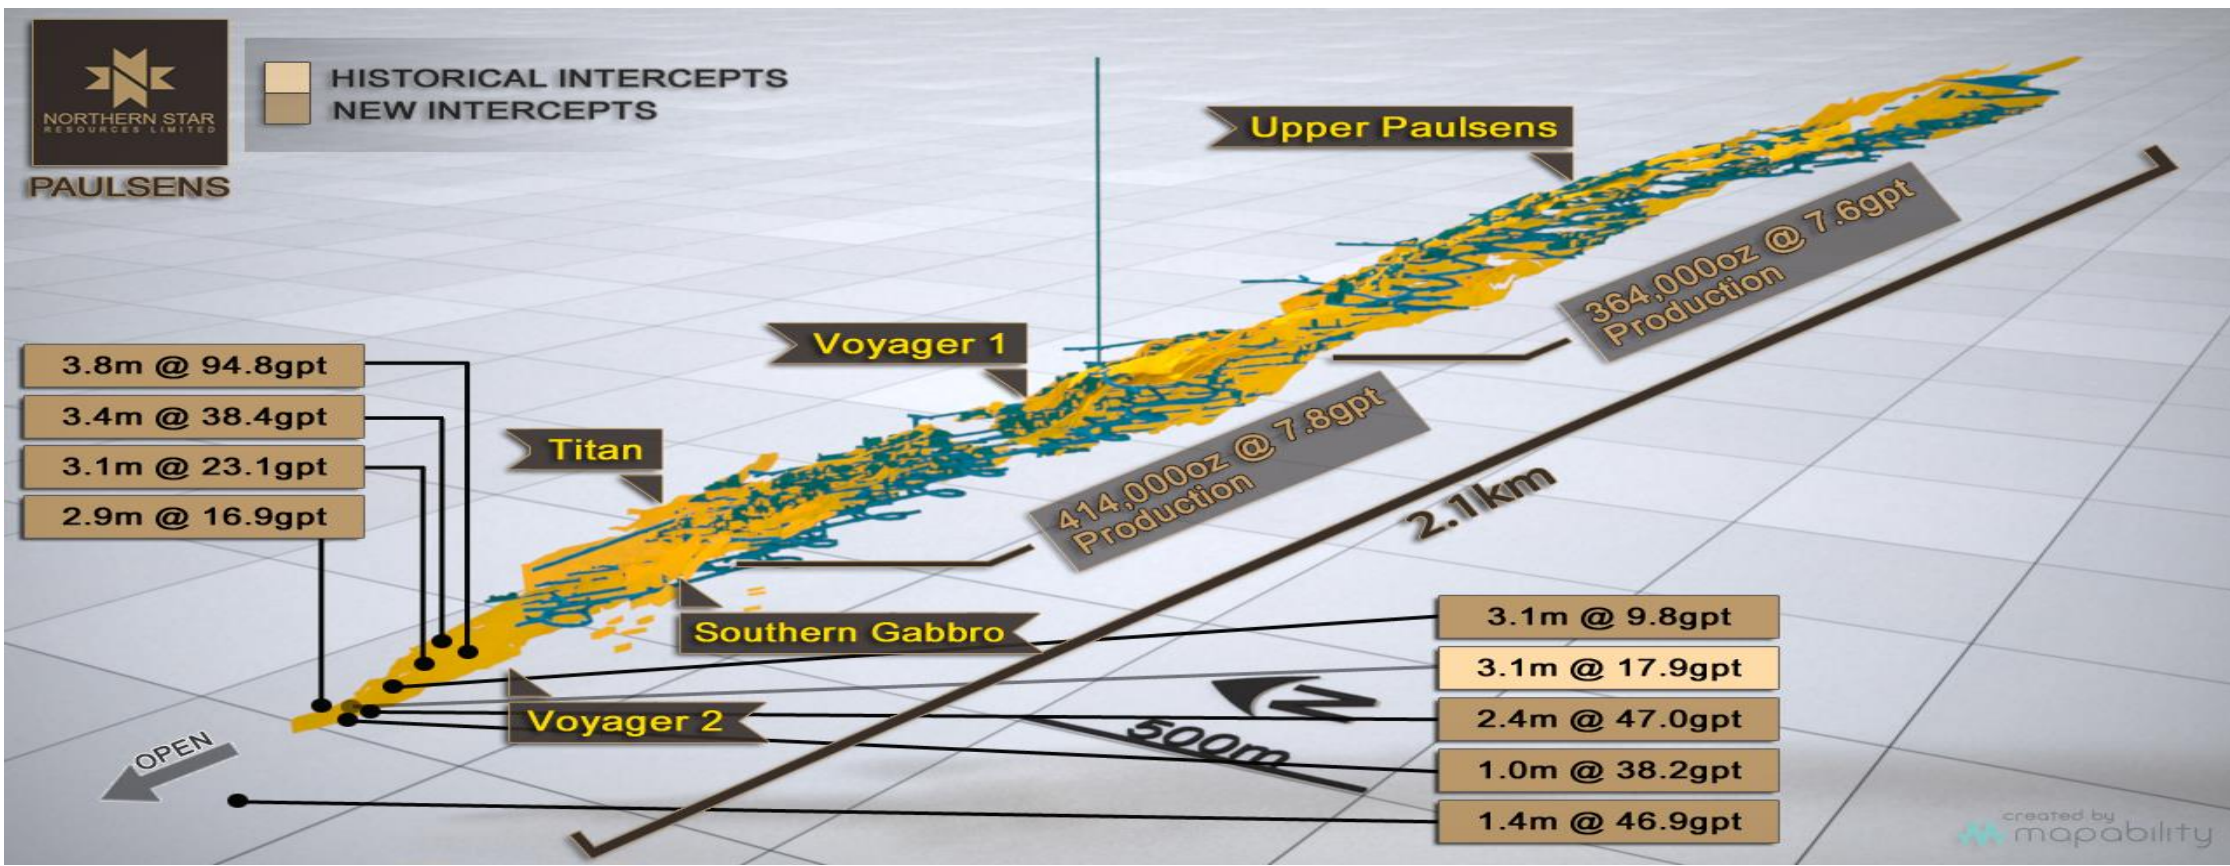 NORTHERN STAR
RESOURCES LIMITED
PAULSENS
HISTORICAL INTERCEPTS
NEW INTERCEPTS
Upper Paulsens
364,000oz @ 7.6gpt
Production
Voyager 1
414,000oz @ 7.8gpt
Production
2.1km
Titan
3.8m @ 94.8gpt
3.4m @ 38.4gpt
3.1m @ 23.1gpt
2.9m @ 16.9gpt
Southern Gabbro
Voyager 2
OPEN
N
500m
3.1m @ 9.8gpt
3.1m @ 17.9gpt
2.4m @ 47.0gpt
1.0m @ 38.2gpt
1.4m @ 46.9gpt
created by
mapability